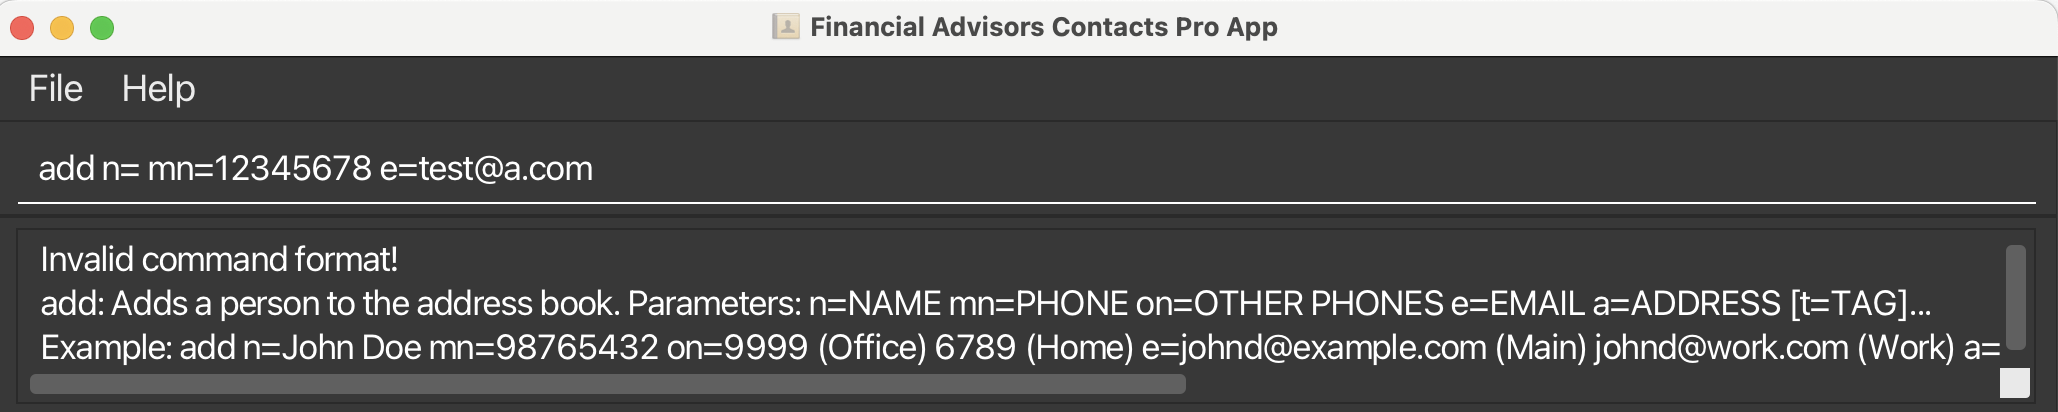 Financial Advisors Contacts Pro App
File Help
add n= mn=12345678 e=test@a.com
Invalid command format!
add: Adds a person to the address book. Parameters: n=NAME mn=PHONE on=OTHER PHONES e=EMAIL a=ADDRESS [t=TAG]...
Example: add n=John Doe mn=98765432 on=9999 (Office) 6789 (Home) e=johnd@example.com (Main) johnd@work.com (Work) a=